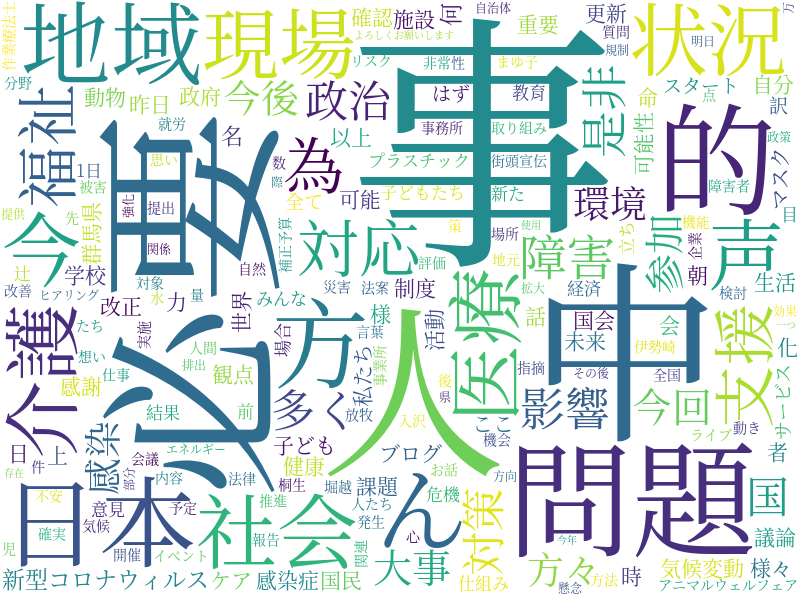 作業療法士
地域
現場
確認
施設
何
自治体
よろしくお願いします
事
重要
更新
質問
規制
明日
状況
万
分野
動物
昨日
政府
今後
政治
リスク
非常性
まゆ子
はず
教育
是非
スタート
点
自分
命
訳
福祉
就労
名
以上
事務所
取り組み
可能性
的
政策
1日
思い
数
際
為
プラスチック
街頭宣伝
障害者
マスク
被害
強化
提出
全て
可能
子どもたち
新た
環境
提供
先
群馬県
重要
関係
補正予算
策
場所
参加
立ち
機能
企業
目
今
辻
学校
対象
自然
対応
評価
地元
使用
障害
声
改善
ヒアリング
水
量
世界
みんな
災害
法案
制度
拡大
経済
朝
検討
生活
介護
たち
改正
力
必要
方
様
医療
話
国会
会
化
効果
一つ
実施
場合
言葉
活動
中
未来
伊勢崎
支援
想い
仕事
人間
排出
観点
私たち
事業所
人
後
県
指摘
その後
全国
サービス
感謝
結果
前
多く
放牧
入沢
ここ
影響
今回
ライブ
動き
者
日
上
感染
エネルギー
子ども
ブログ
機会
問題
国
件
会議
内容
法律
桐生
健康
お話
方向
存在
不安
部分
日本
意見
予定
推進
堀越
課題
人たち
危機
ん
対策
議論
児
確実
気候
開催
イベント
社会
報告
発生
関連
心
大事
仕組み
今年
方々
時
気候変動
様々
新型コロナウィルス
ケア
感染症
国民
懸念
方法
アニマルウェルフェア